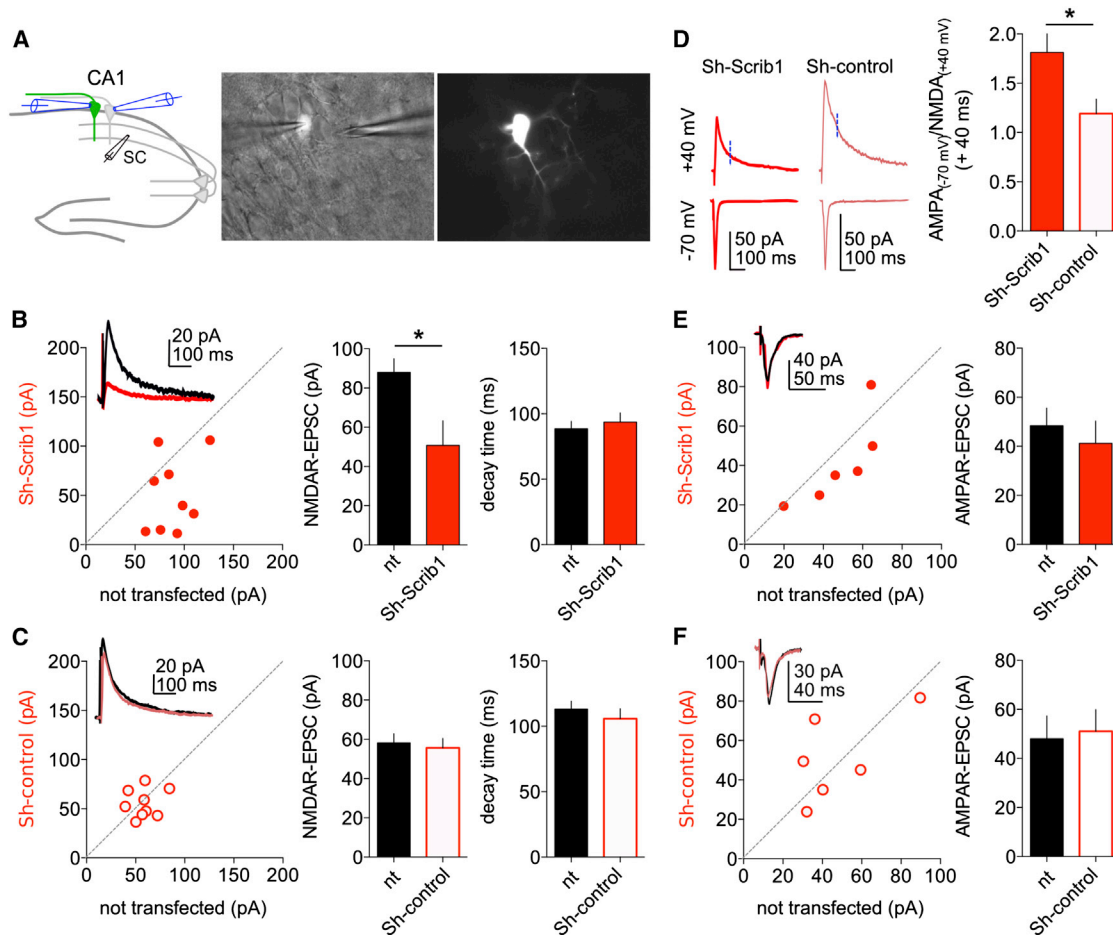 A
CA1
SC
D
Sh-Scrib1
Sh-control
+40 mV
-70 mV
50 pA
100 ms
50 pA
100 ms
AMPA(-70 mV)/NMDA(+40 mV)
(+ 40 ms)
2.0
1.5
1.0
0.5
0.0
*
Sh-Scrib1
Sh-control
B
Sh-Scrib1 (pA)
200
150
100
50
0
0 50 100 150 200
not transfected (pA)
20 pA
100 ms
NMDAR-EPSC (pA)
100
80
60
40
20
0
*
nt
Sh-Scrib1
decay time (ms)
150
100
50
0
nt
Sh-Scrib1
E
Sh-Scrib1 (pA)
100
80
60
40
20
0
0 20 40 60 80 100
not transfected (pA)
40 pA
50 ms
AMPAR-EPSC (pA)
80
60
40
20
0
nt
Sh-Scrib1
C
Sh-control (pA)
200
150
100
50
0
0 50 100 150 200
not transfected (pA)
20 pA
100 ms
NMDAR-EPSC (pA)
100
80
60
40
20
0
nt
Sh-control
decay time (ms)
150
100
50
0
nt
Sh-control
F
Sh-control (pA)
100
80
60
40
20
0
0 20 40 60 80 100
not transfected (pA)
30 pA
40 ms
AMPAR-EPSC (pA)
80
60
40
20
0
nt
Sh-control